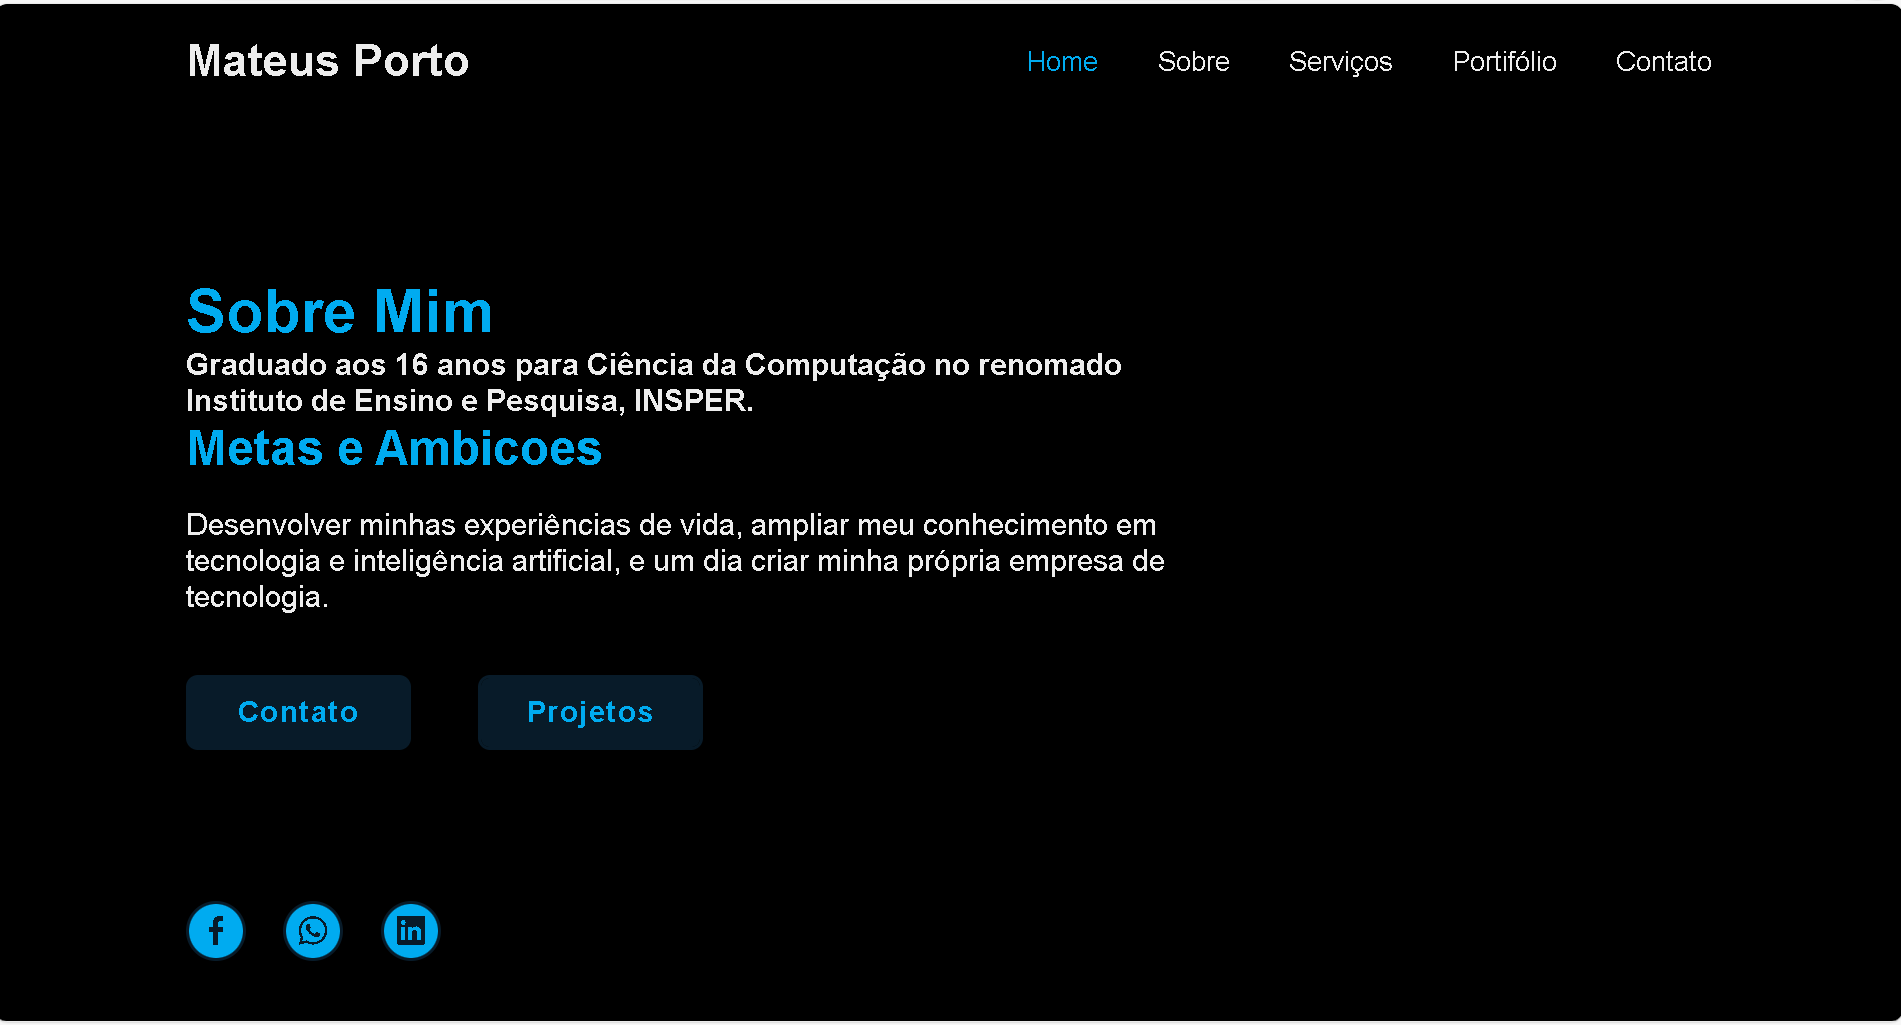 Mateus Porto
Home Sobre Serviços Portifólio Contato
Sobre Mim
Graduado aos 16 anos para Ciência da Computação no renomado
Instituto de Ensino e Pesquisa, INSPER.
Metas e Ambicoes
Desenvolver minhas experiências de vida, ampliar meu conhecimento em
tecnologia e inteligência artificial, e um dia criar minha própria empresa de
tecnologia.
Contato
Projetos